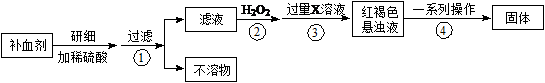 补血剂 研细 加稀硫酸 过滤 ① 滤液 H₂O₂ ② 过量X溶液 ③ 红褐色 悬浊液 一系列操作 ④ 固体
不溶物